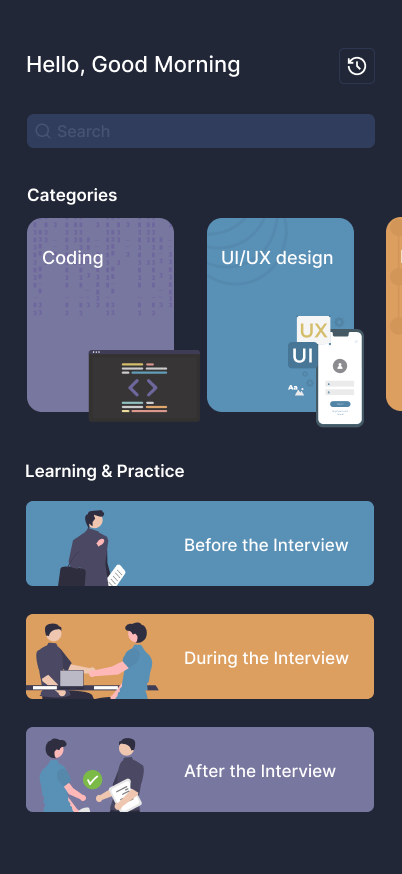 Hello, Good Morning
Search
Categories
Coding
UI/UX design
UX
UI
Aa
Learning & Practice
Before the Interview
During the Interview
After the Interview